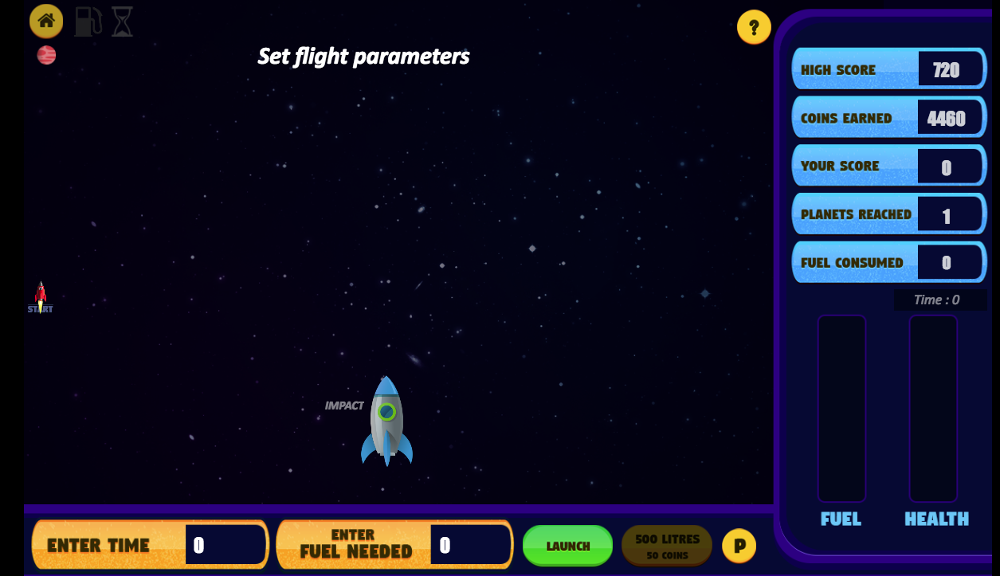 Set flight parameters
?
HIGH SCORE 720
COINS EARNED 4460
YOUR SCORE 0
PLANETS REACHED 1
FUEL CONSUMED 0
Time : 0
START
IMPACT
FUEL HEALTH
ENTER TIME 0
ENTER
FUEL NEEDED 0
LAUNCH
500 LITRES
50 COINS
P